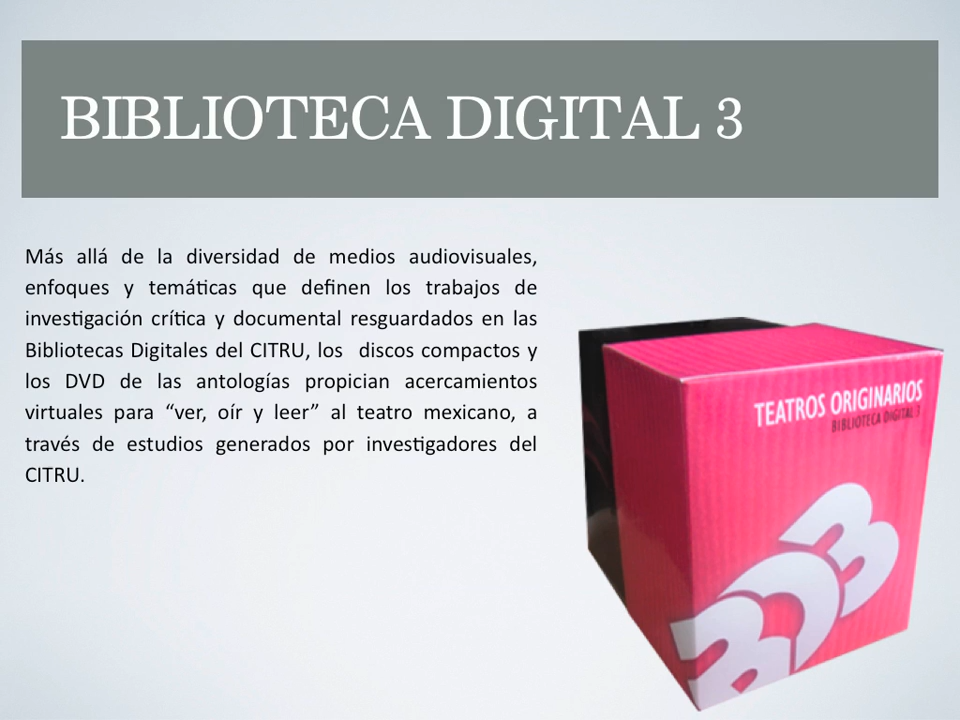 BIBLIOTECA DIGITAL 3
Más allá de la diversidad de medios audiovisuales,
enfoques y temáticas que definen los trabajos de
investigación crítica y documental resguardados en las
Bibliotecas Digitales del CITRU, los discos compactos y
los DVD de las antologías propician acercamientos
virtuales para “ver, oír y leer” al teatro mexicano, a
través de estudios generados por investigadores del
CITRU.
TEATROS ORIGINARIOS
BIBLIOTECA DIGITAL 3
BD3